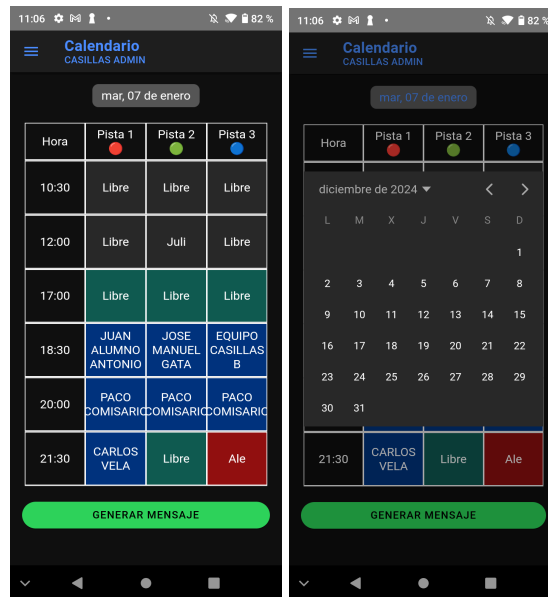 11:06 82 %
Calendario
CASILLAS ADMIN
mar, 07 de enero
Hora Pista 1 Pista 2 Pista 3
10:30 Libre Libre Libre
12:00 Libre Juli Libre
17:00 Libre Libre Libre
18:30 JUAN ALUMNO ANTONIO JOSE MANUEL GATA EQUIPO CASILLAS B
20:00 PACO COMISARIO PACO COMISARIO PACO COMISARIO
21:30 CARLOS VELA Libre Ale
GENERAR MENSAJE
11:06 82 %
Calendario
CASILLAS ADMIN
mar, 07 de enero
Hora Pista 1 Pista 2 Pista 3
diciembre de 2024
L M X J V S D
1
2 3 4 5 6 7 8
9 10 11 12 13 14 15
16 17 18 19 20 21 22
23 24 25 26 27 28 29
30 31
21:30 CARLOS VELA Libre Ale
GENERAR MENSAJE